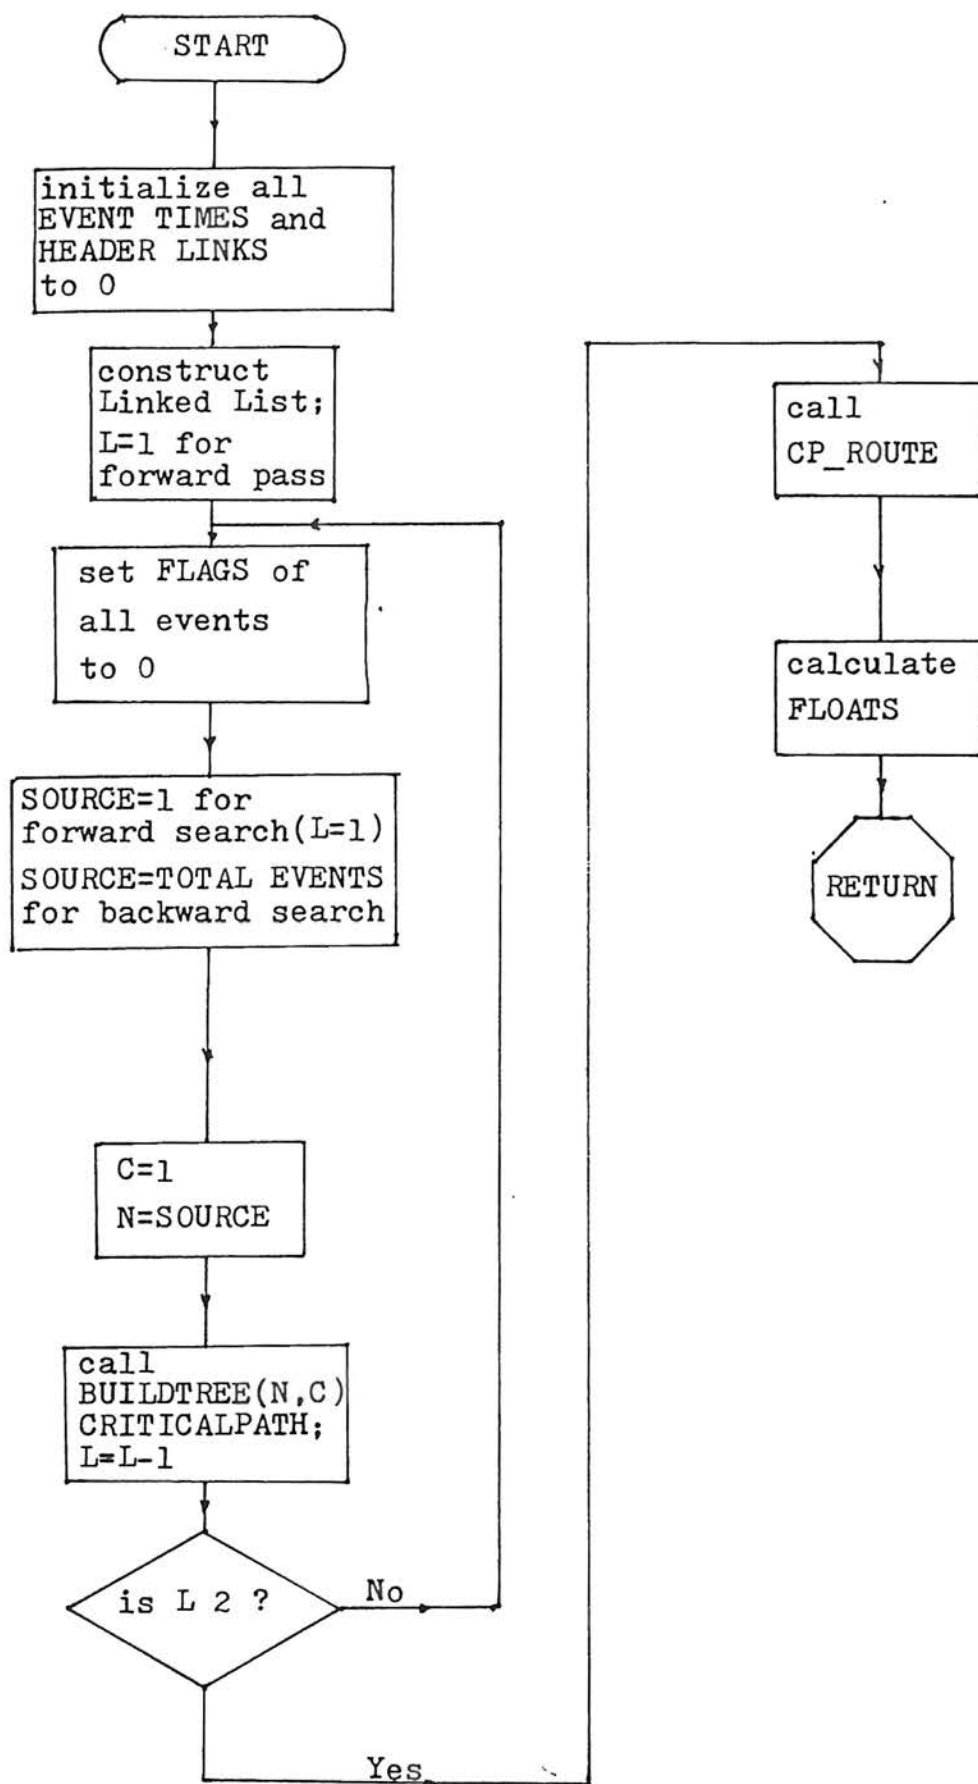 START
initialize all
EVENT TIMES and
HEADER LINKS
to 0
construct
Linked List;
L=1 for
forward pass
set FLAGS of
all events
to 0
SOURCE=1 for
forward search(L=1)
SOURCE=TOTAL EVENTS
for backward search
C=1
N=SOURCE
call
BUILDTREE(N,C)
CRITICALPATH;
L=L-1
is L 2 ?
No
Yes
call
CP_ROUTE
calculate
FLOATS
RETURN